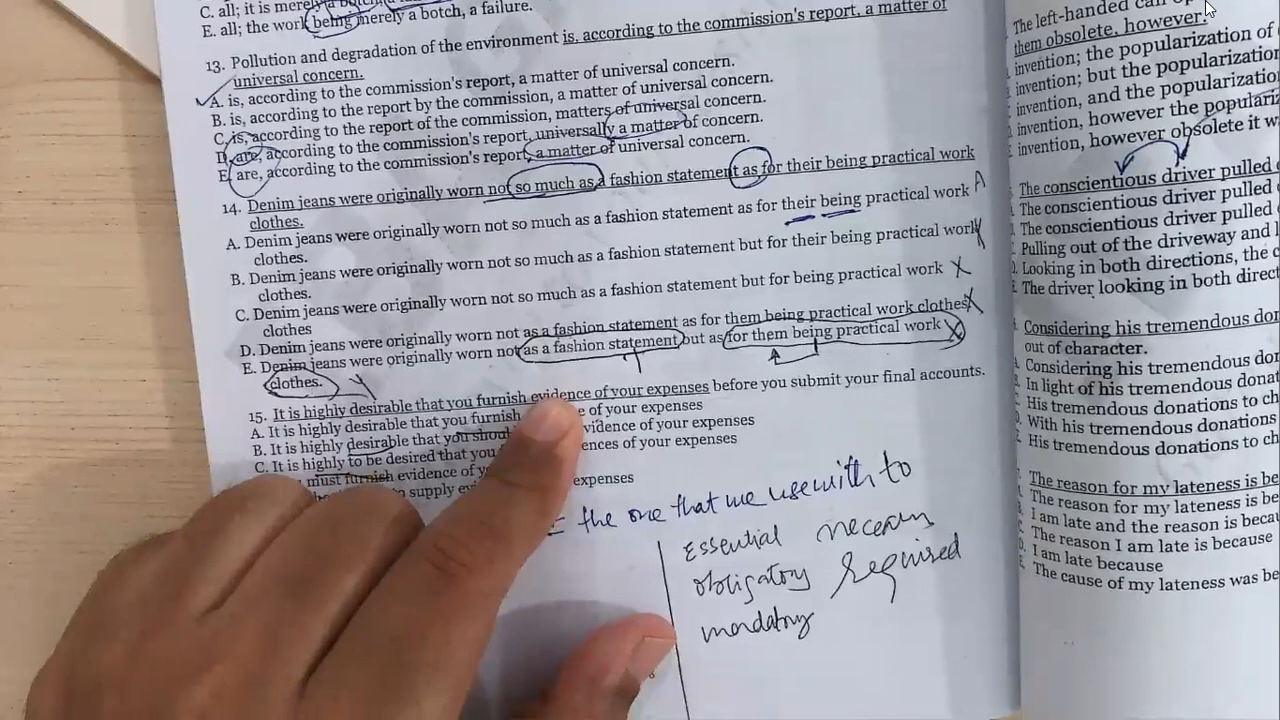 C. all; it is merely a botch, a
E. all; the work being merely a botch, a failure.
13. Pollution and degradation of the environment is, according to the commission's report, a matter of
universal concern.
A. is, according to the commission's report, a matter of universal concern.
B. is, according to the report by the commission, a matter of universal concern.
C. is, according to the report of the commission, matters of universal concern.
D. are, according to the commission's report, universally a matter of concern.
E. are, according to the commission's report, a matter of universal concern.
14. Denim jeans were originally worn not so much as a fashion statement as for their being practical work
clothes.
A. Denim jeans were originally worn not so much as a fashion statement as for their being practical work
clothes.
B. Denim jeans were originally worn not so much as a fashion statement but for their being practical work
clothes.
C. Denim jeans were originally worn not so much as a fashion statement but for being practical work
clothes
D. Denim jeans were originally worn not as a fashion statement as for them being practical work clothes
E. Denim jeans were originally worn not as a fashion statement but as for them being practical work
clothes.
15. It is highly desirable that you furnish evidence of your expenses before you submit your final accounts.
A. It is highly desirable that you furnish e of your expenses
B. It is highly desirable that you shoul vidence of your expenses
C. It is highly to be desired that you ences of your expenses
must furnish evidence of y expenses
to supply evi
= the one that we use with to
Essential necessary
obligatory required
mandatory
The left-handed can op
them obsolete, however.
invention; the popularization of
invention; but the popularization
invention, and the popularizatio
invention, however the populariz
invention, however obsolete it w
The conscientious driver pulled
The conscientious driver pulled
The conscientious driver pulled
Pulling out of the driveway and l
Looking in both directions, the c
The driver looking in both direct
Considering his tremendous don
out of character.
Considering his tremendous don
In light of his tremendous donat
His tremendous donations to ch
With his tremendous donations
His tremendous donations to ch
The reason for my lateness is be
The reason for my lateness is be
I am late and the reason is becau
The reason I am late is because
I am late because
The cause of my lateness was be